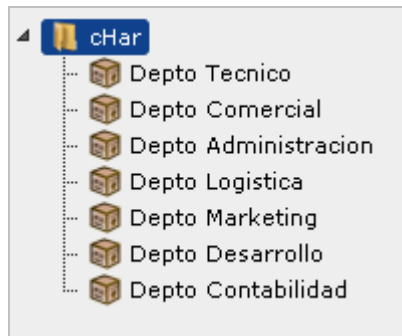 cHar
Depto Tecnico
Depto Comercial
Depto Administracion
Depto Logistica
Depto Marketing
Depto Desarrollo
Depto Contabilidad